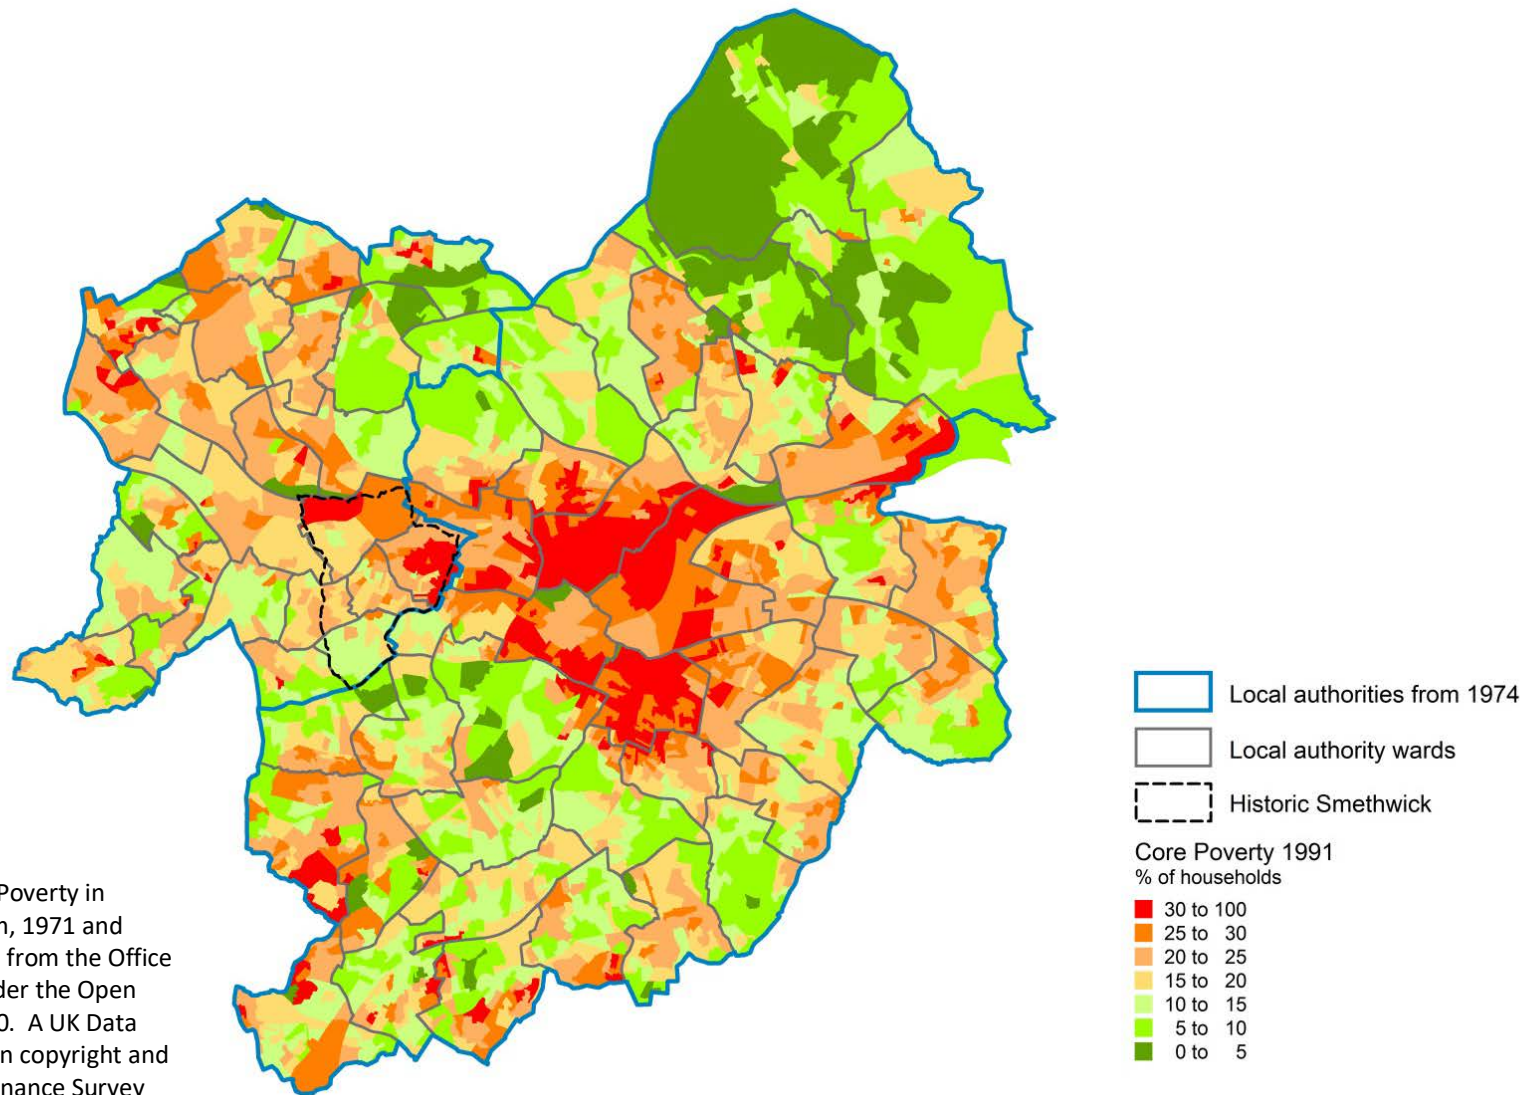 Local authorities from 1974
Local authority wards
Historic Smethwick
Core Poverty 1991
% of households
30 to 100
25 to 30
20 to 25
15 to 20
10 to 15
5 to 10
0 to 5
Poverty in
n, 1971 and
from the Office
der the Open
0. A UK Data
n copyright and
nance Survey